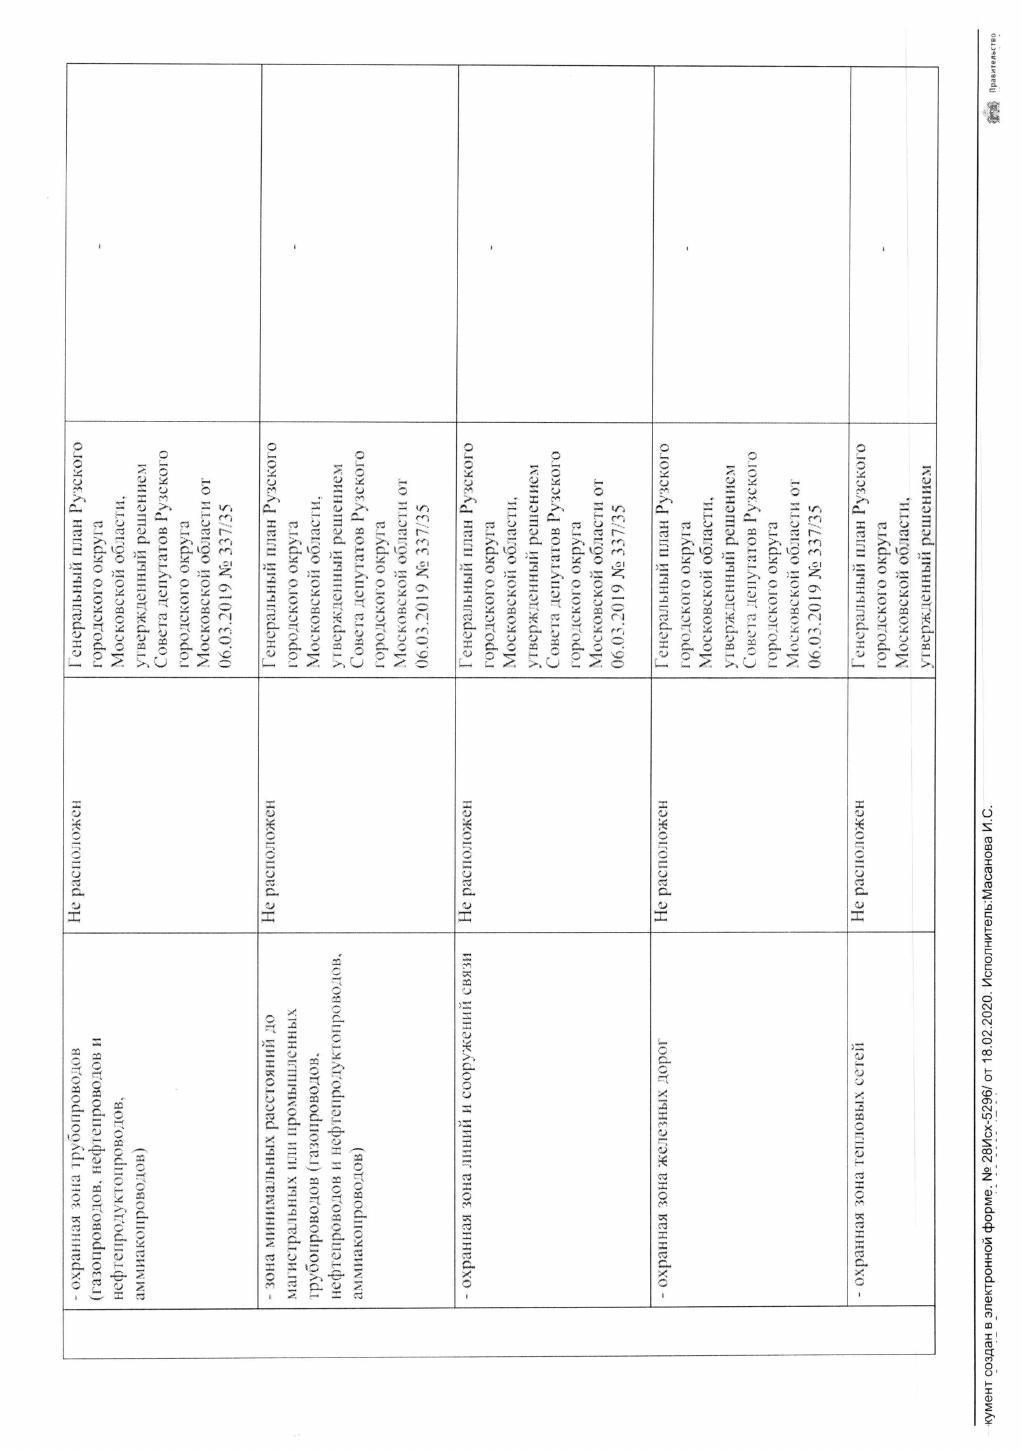 - охранная зона трубопроводов
(газопроводов, нефтепроводов и
нефтепродуктопроводов,
аммиакопроводов)
Не расположен
Генеральный план Рузского
городского округа
Московской области,
утвержденный решением
Совета депутатов Рузского
городского округа
Московской области от
06.03.2019 № 337/35
-
- зона минимальных расстояний до
магистральных или промышленных
трубопроводов (газопроводов,
нефтепроводов и нефтепродуктопроводов,
аммиакопроводов)
Не расположен
Генеральный план Рузского
городского округа
Московской области,
утвержденный решением
Совета депутатов Рузского
городского округа
Московской области от
06.03.2019 № 337/35
-
- охранная зона линий и сооружений связи
Не расположен
Генеральный план Рузского
городского округа
Московской области,
утвержденный решением
Совета депутатов Рузского
городского округа
Московской области от
06.03.2019 № 337/35
-
- охранная зона железных дорог
Не расположен
Генеральный план Рузского
городского округа
Московской области,
утвержденный решением
Совета депутатов Рузского
городского округа
Московской области от
06.03.2019 № 337/35
-
- охранная зона тепловых сетей
Не расположен
Генеральный план Рузского
городского округа
Московской области,
утвержденный решением
-
кумент создан в электронной форме. № 28Исх-5296/ от 18.02.2020. Исполнитель:Масанова И.С.
Правительство